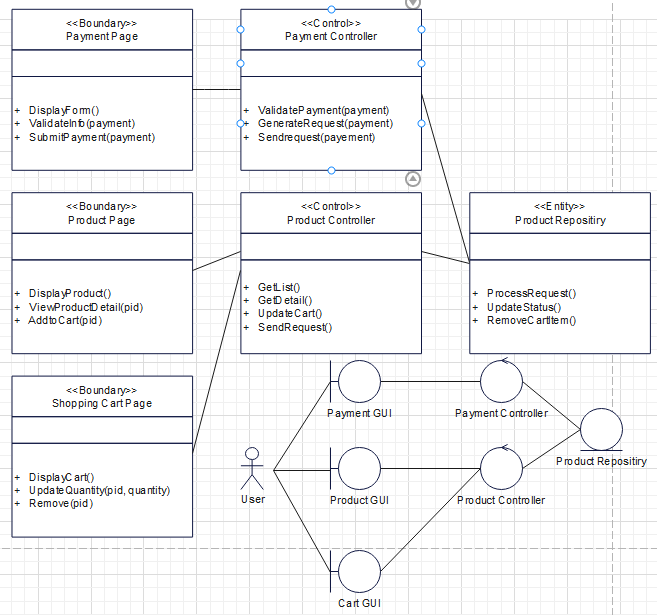 <<Boundary>>
Payment Page
+ DisplayForm()
+ ValidateInfo(payment)
+ SubmitPayment(payment)
<<Control>>
Payment Controller
+ ValidatePayment(payment)
+ GenerateRequest(payment)
+ Sendrequest(payement)
<<Boundary>>
Product Page
+ DisplayProduct()
+ ViewProductDetail(pid)
+ AddtoCart(pid)
<<Control>>
Product Controller
+ GetList()
+ GetDetail()
+ UpdateCart()
+ SendRequest()
<<Entity>>
Product Repositiry
+ ProcessRequest()
+ UpdateStatus()
+ RemoveCartItem()
<<Boundary>>
Shopping Cart Page
+ DisplayCart()
+ UpdateQuantity(pid, quantity)
+ Remove(pid)
Payment GUI
Payment Controller
Product Repositiry
User
Product GUI
Product Controller
Cart GUI